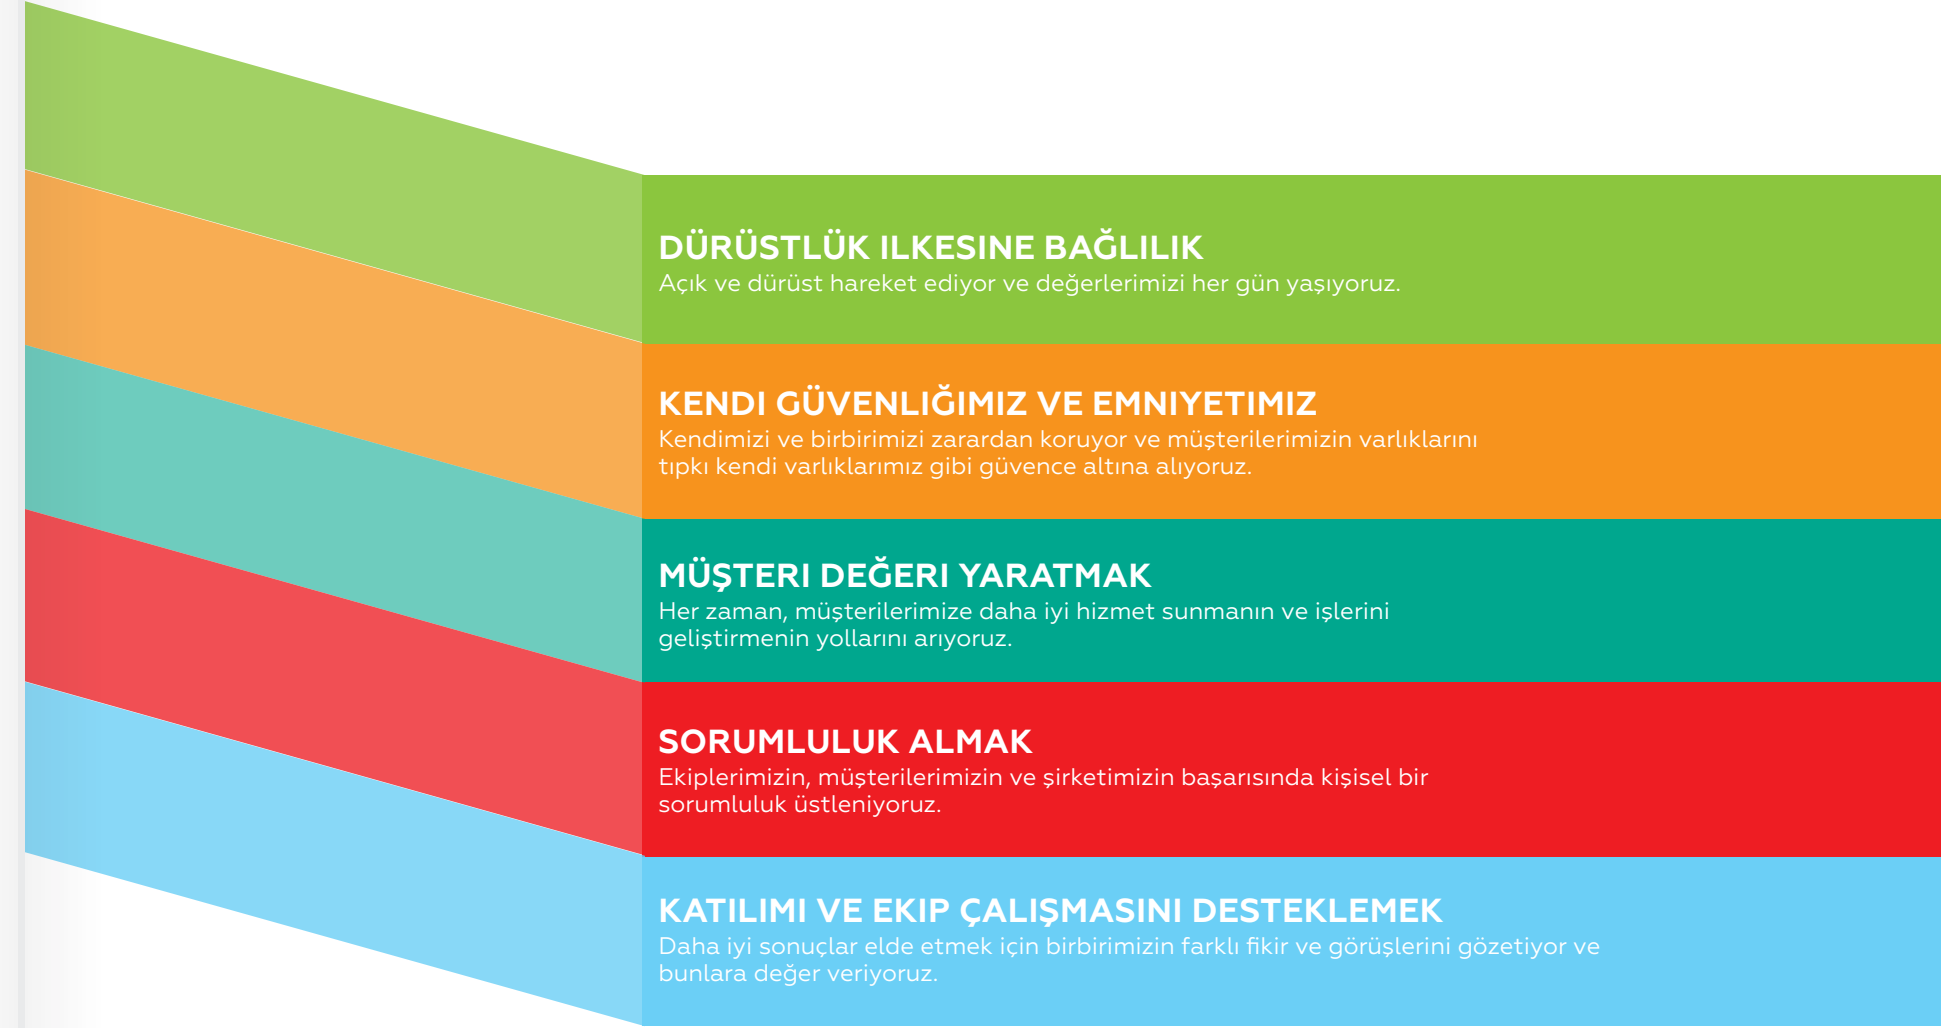 DÜRÜSTLÜK ILKESINE BAĞLILIK
Açık ve dürüst hareket ediyor ve değerlerimizi her gün yaşıyoruz.
KENDI GÜVENLIĞIMIZ VE EMNIYETIMIZ
Kendimizi ve birbirimizi zarardan koruyor ve müşterilerimizin varlıklarını
tıpkı kendi varlıklarımız gibi güvence altına alıyoruz.
MÜŞTERI DEĞERI YARATMAK
Her zaman, müşterilerimize daha iyi hizmet sunmanın ve işlerini
geliştirmenin yollarını arıyoruz.
SORUMLULUK ALMAK
Ekiplerimizin, müşterilerimizin ve şirketimizin başarısında kişisel bir
sorumluluk üstleniyoruz.
KATILIMI VE EKIP ÇALIŞMASINI DESTEKLEMEK
Daha iyi sonuçlar elde etmek için birbirimizin farklı fikir ve görüşlerini gözetiyor ve
bunlara değer veriyoruz.